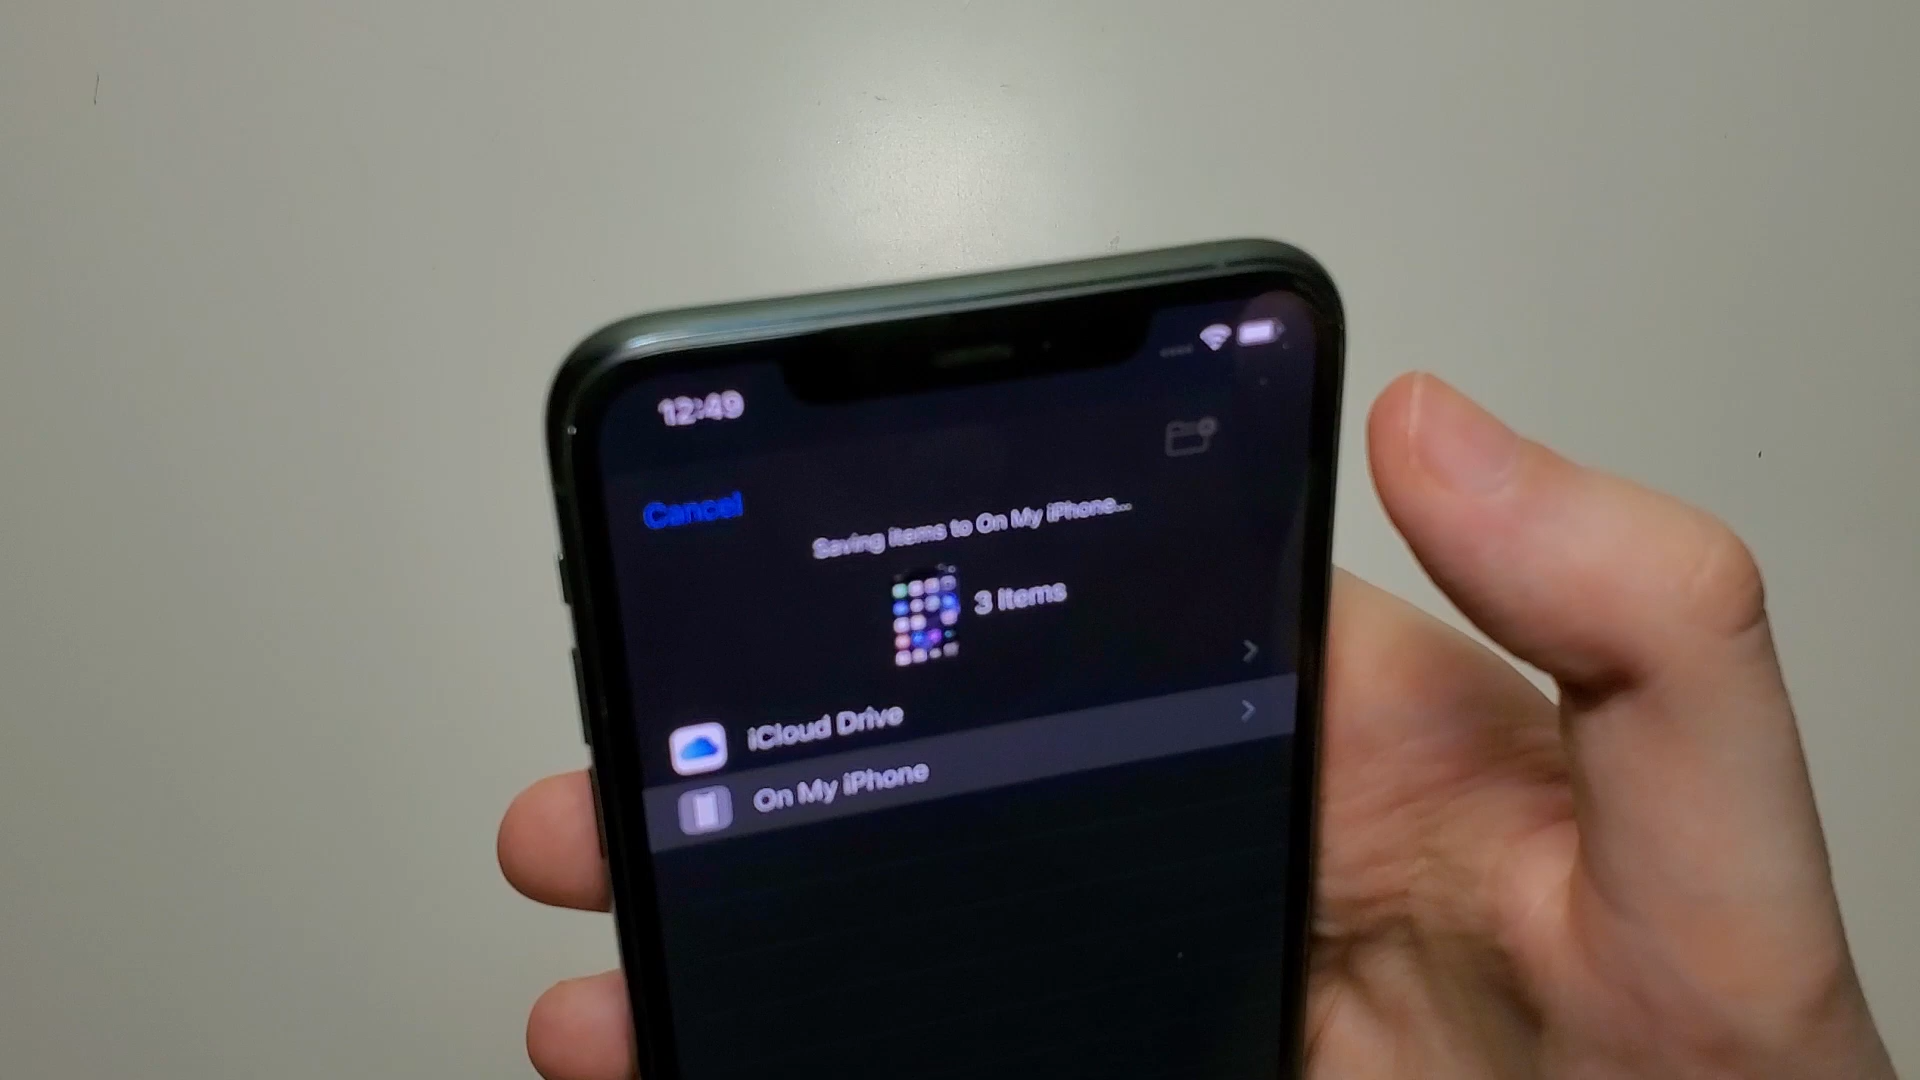 12:49
Cancel
Saving items to On My iPhone...
3 items
iCloud Drive
On My iPhone